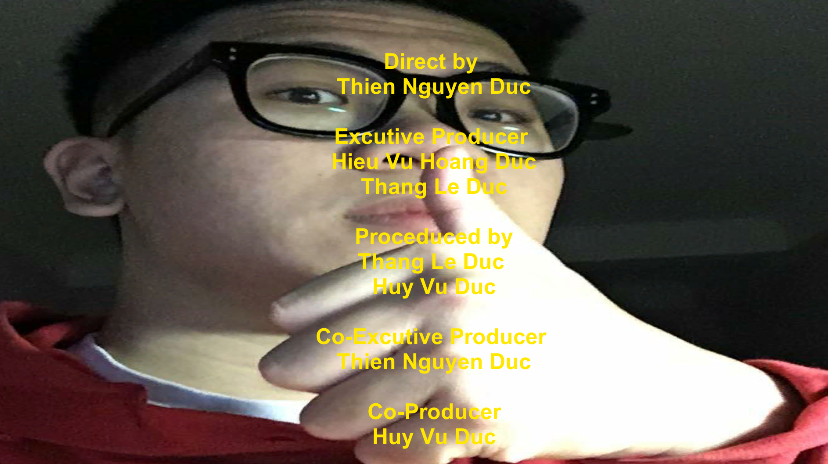 Direct by
Thien Nguyen Duc
Excutive Producer
Hieu Vu Hoang Duc
Thang Le Duc
Proceduced by
Thang Le Duc
Huy Vu Duc
Co-Excutive Producer
Thien Nguyen Duc
Co-Producer
Huy Vu Duc